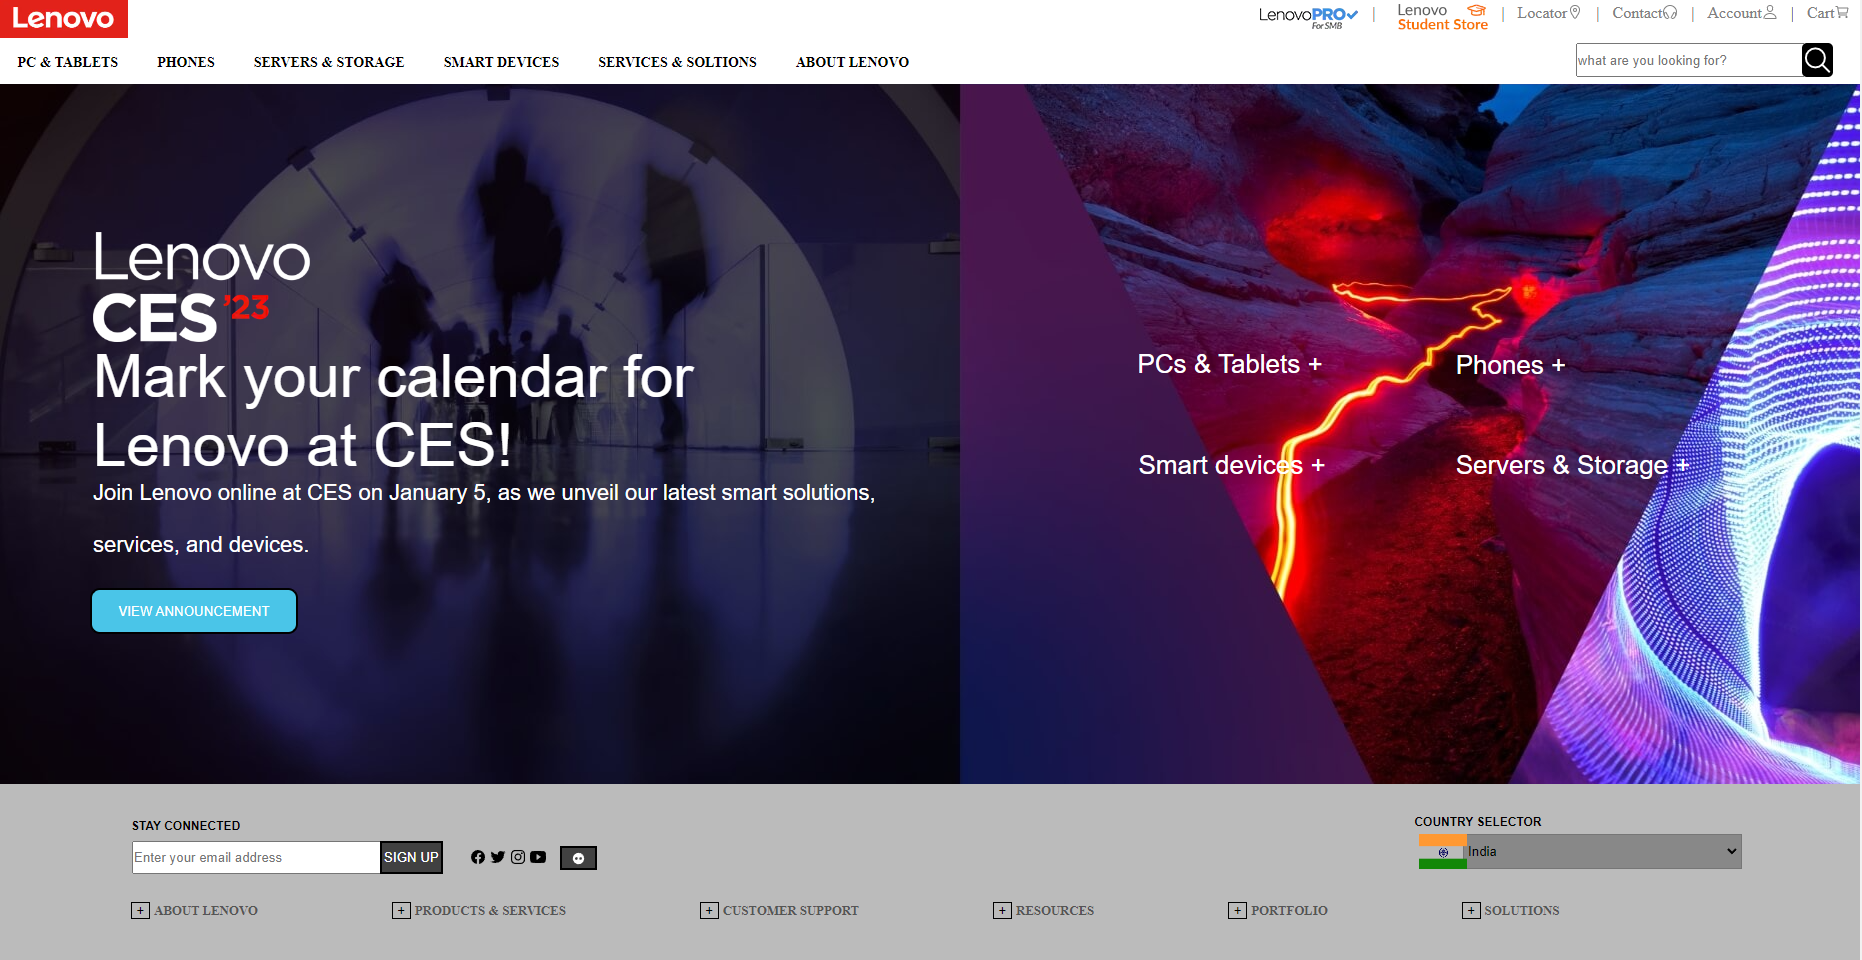 Lenovo
LenovoPRO
For SMB
|
Lenovo
Student Store
| Locator | Contact | Account | Cart
PC & TABLETS PHONES SERVERS & STORAGE SMART DEVICES SERVICES & SOLTIONS ABOUT LENOVO
what are you looking for?
Lenovo
CES '23
Mark your calendar for
Lenovo at CES!
Join Lenovo online at CES on January 5, as we unveil our latest smart solutions,
services, and devices.
VIEW ANNOUNCEMENT
PCs & Tablets + Phones +
Smart devices + Servers & Storage +
STAY CONNECTED
Enter your email address SIGN UP
COUNTRY SELECTOR
India
+ ABOUT LENOVO + PRODUCTS & SERVICES + CUSTOMER SUPPORT + RESOURCES + PORTFOLIO + SOLUTIONS